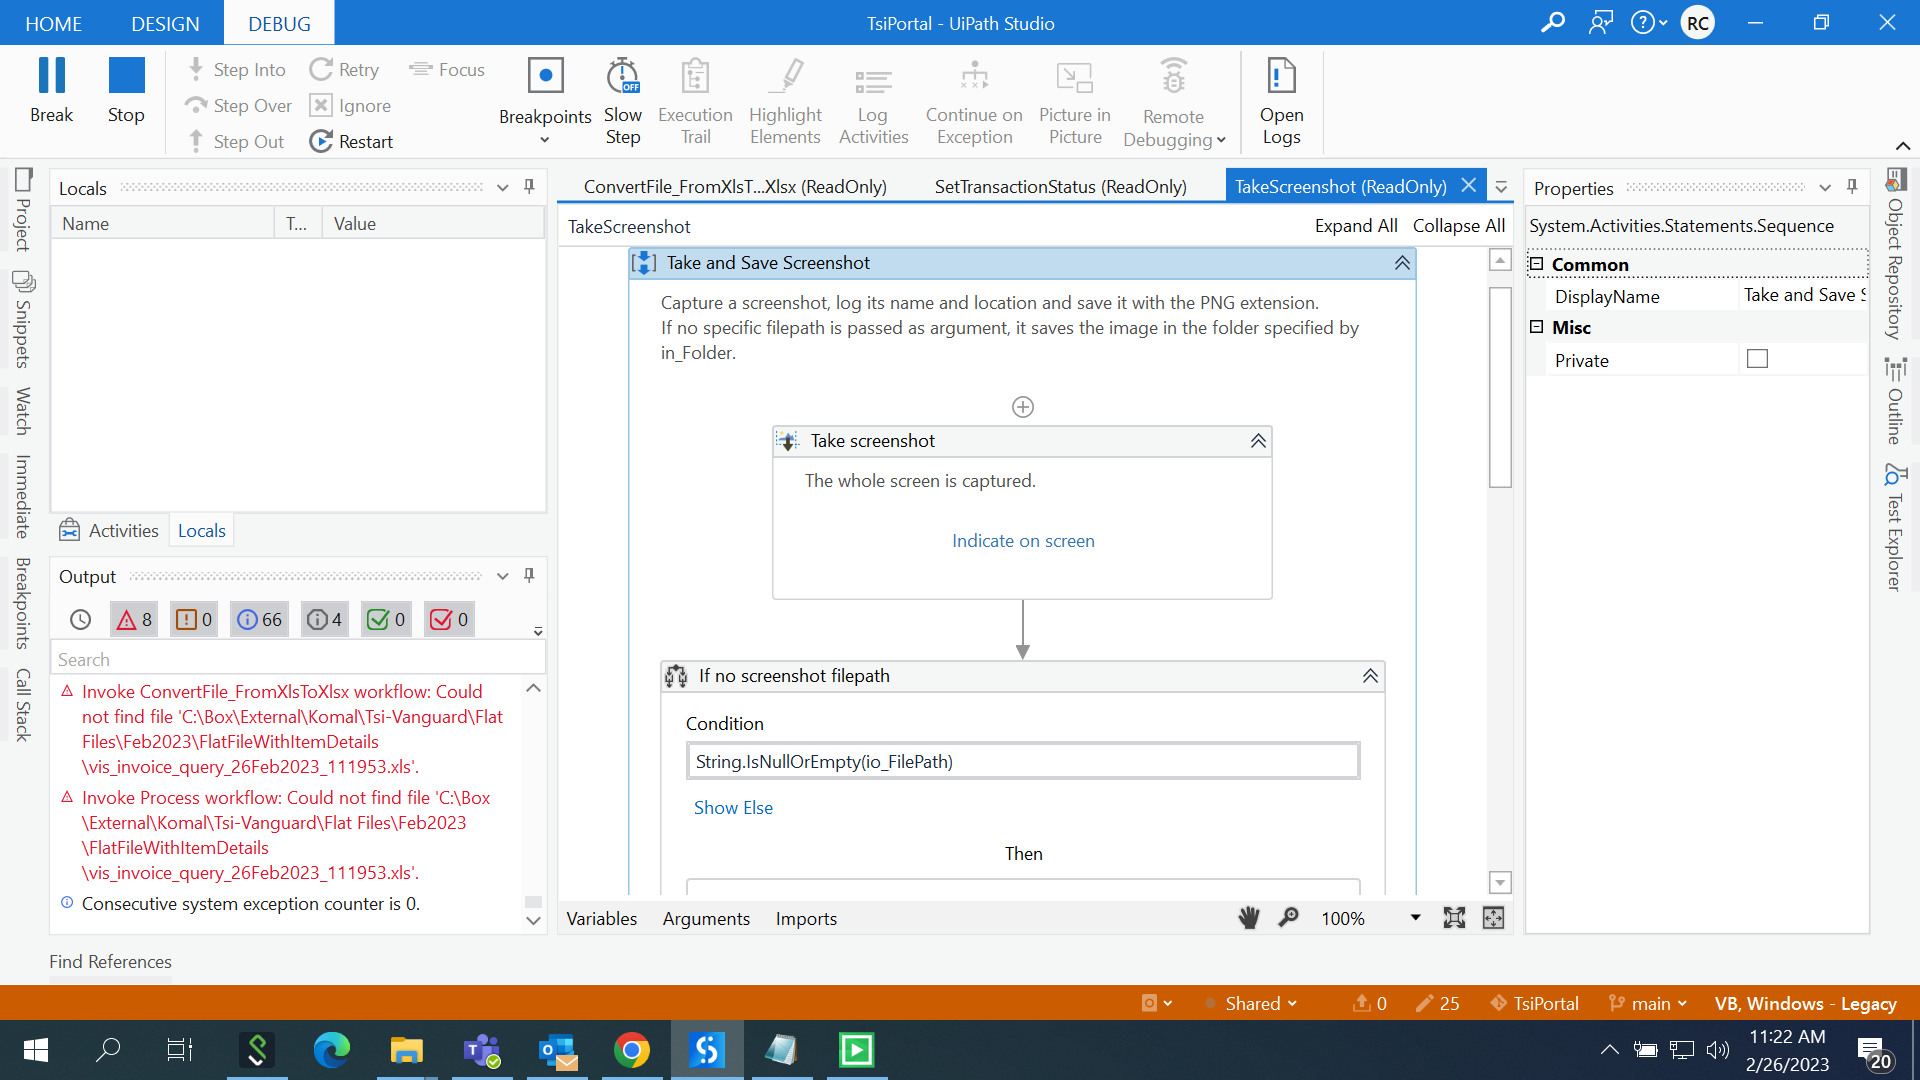 HOME DESIGN DEBUG
TsiPortal - UiPath Studio
RC
Break
Stop
Step Into
Step Over
Step Out
Retry
Ignore
Restart
Focus
Breakpoints
Slow
Step
OFF
Execution
Trail
Highlight
Elements
Log
Activities
Continue on
Exception
Picture in
Picture
Remote
Debugging
Open
Logs
Project
Snippets
Watch
Immediate
Breakpoints
Call Stack
Locals
Name T... Value
Activities Locals
Output
8 0 66 4 0 0
Search
Invoke ConvertFile_FromXlsToXlsx workflow: Could
not find file 'C:\Box\External\Komal\Tsi-Vanguard\Flat
Files\Feb2023\FlatFileWithItemDetails
\vis_invoice_query_26Feb2023_111953.xls'.
Invoke Process workflow: Could not find file 'C:\Box
\External\Komal\Tsi-Vanguard\Flat Files\Feb2023
\FlatFileWithItemDetails
\vis_invoice_query_26Feb2023_111953.xls'.
Consecutive system exception counter is 0.
Find References
ConvertFile_FromXlsT...Xlsx (ReadOnly) SetTransactionStatus (ReadOnly) TakeScreenshot (ReadOnly)
TakeScreenshot Expand All Collapse All
Take and Save Screenshot
Capture a screenshot, log its name and location and save it with the PNG extension.
If no specific filepath is passed as argument, it saves the image in the folder specified by
in_Folder.
Take screenshot
The whole screen is captured.
Indicate on screen
If no screenshot filepath
Condition
String.IsNullOrEmpty(io_FilePath)
Show Else
Then
Variables Arguments Imports 100%
Properties
System.Activities.Statements.Sequence
Common
DisplayName Take and Save S
Misc
Private
Object Repository
Outline
Test Explorer
Shared 0 25 TsiPortal main VB, Windows - Legacy
11:22 AM
2/26/2023
20